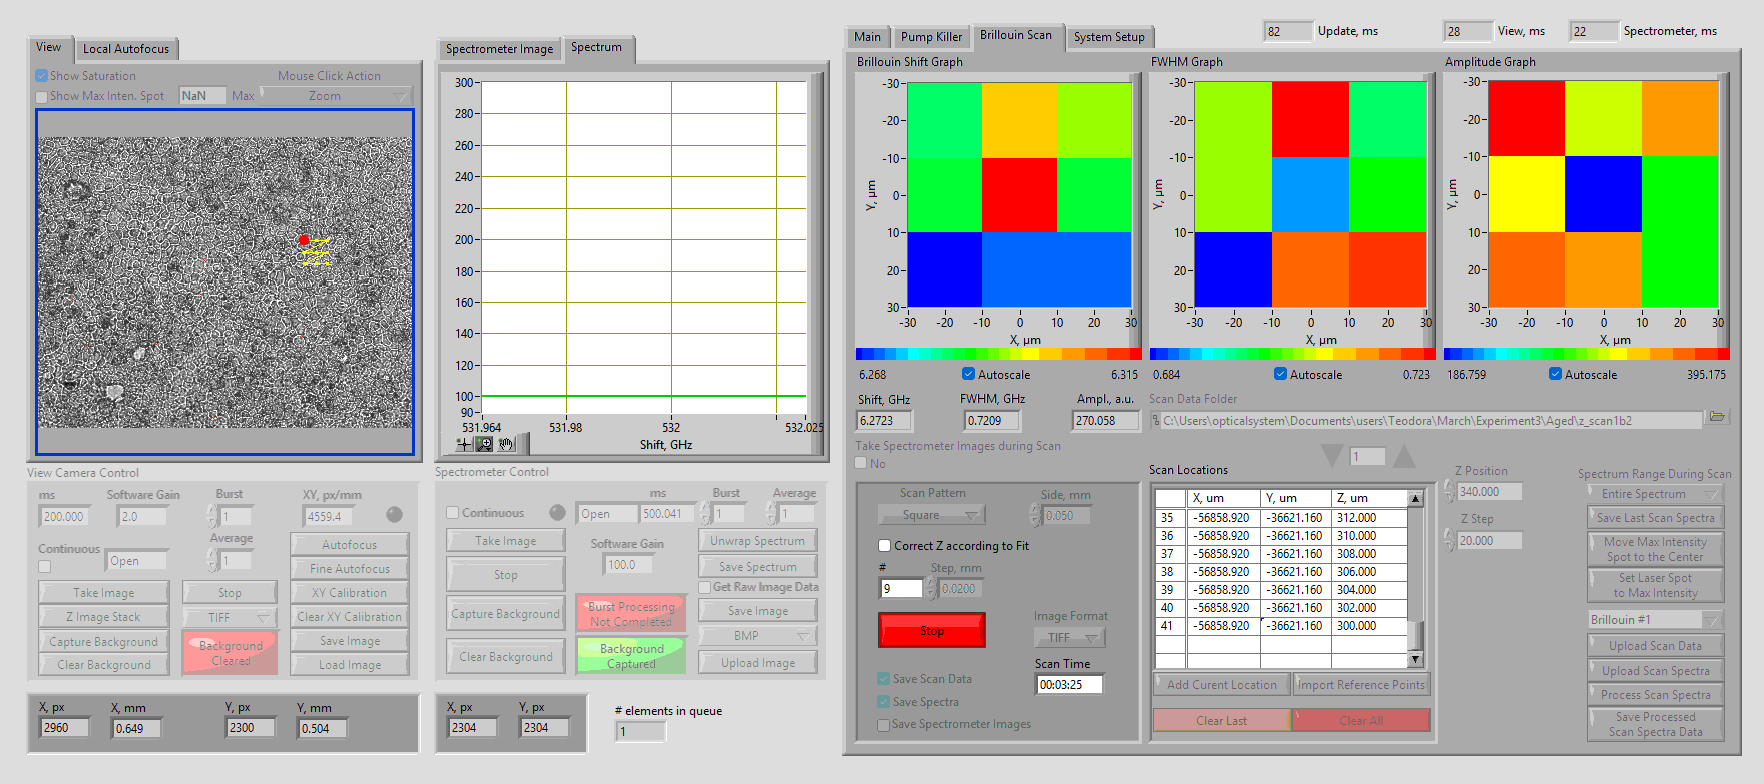 View
Local Autofocus
Show Saturation
Mouse Click Action
Show Max Inten. Spot
NaN
Max
Zoom
Spectrometer Image
Spectrum
300
280
260
240
220
200
180
160
140
120
100
90
531.964
531.98
532
532.025
Shift, GHz
82
Update, ms
28
View, ms
22
Spectrometer, ms
Main
Pump Killer
Brillouin Scan
System Setup
Brillouin Shift Graph
-30
-20
-10
0
10
20
30
Y, µm
-30
-20
-10
0
10
20
30
X, µm
6.268
Autoscale
6.315
FWHM Graph
-30
-20
-10
0
10
20
30
Y, µm
-30
-20
-10
0
10
20
30
X, µm
0.684
Autoscale
0.723
Amplitude Graph
-30
-20
-10
0
10
20
30
Y, µm
-30
-20
-10
0
10
20
30
X, µm
186.759
Autoscale
395.175
Shift, GHz
6.2723
FWHM, GHz
0.7209
Ampl., a.u.
270.058
Scan Data Folder
C:\Users\opticalsystem\Documents\users\Teodora\March\Experiment3\Aged\z_scan1b2
Take Spectrometer Images during Scan
No
1
View Camera Control
ms
200.000
Software Gain
2.0
Burst
1
XY, px/mm
4559.4
Continuous
Open
Average
1
Autofocus
Fine Autofocus
Take Image
Stop
XY Calibration
Z Image Stack
TIFF
Clear XY Calibration
Capture Background
Background
Cleared
Save Image
Clear Background
Load Image
Spectrometer Control
Continuous
Open
ms
500.041
Burst
1
Average
1
Take Image
Software Gain
100.0
Unwrap Spectrum
Stop
Save Spectrum
Get Raw Image Data
Capture Background
Burst Processing
Not Completed
Save Image
BMP
Clear Background
Background
Captured
Upload Image
X, px
2960
X, mm
0.649
Y, px
2300
Y, mm
0.504
X, px
2304
Y, px
2304
# elements in queue
1
Scan Pattern
Square
Side, mm
0.050
Correct Z according to Fit
#
9
Step, mm
0.0200
Stop
Image Format
TIFF
Scan Time
00:03:25
Save Scan Data
Save Spectra
Save Spectrometer Images
Scan Locations
X, um Y, um Z, um
35 -56858.920 -36621.160 312.000
36 -56858.920 -36621.160 310.000
37 -56858.920 -36621.160 308.000
38 -56858.920 -36621.160 306.000
39 -56858.920 -36621.160 304.000
40 -56858.920 -36621.160 302.000
41 -56858.920 -36621.160 300.000
Add Curent Location
Import Reference Points
Clear Last
Clear All
Z Position
340.000
Z Step
20.000
Spectrum Range During Scan
Entire Spectrum
Save Last Scan Spectra
Move Max Intensity
Spot to the Center
Set Laser Spot
to Max Intensity
Brillouin #1
Upload Scan Data
Upload Scan Spectra
Process Scan Spectra
Save Processed
Scan Spectra Data